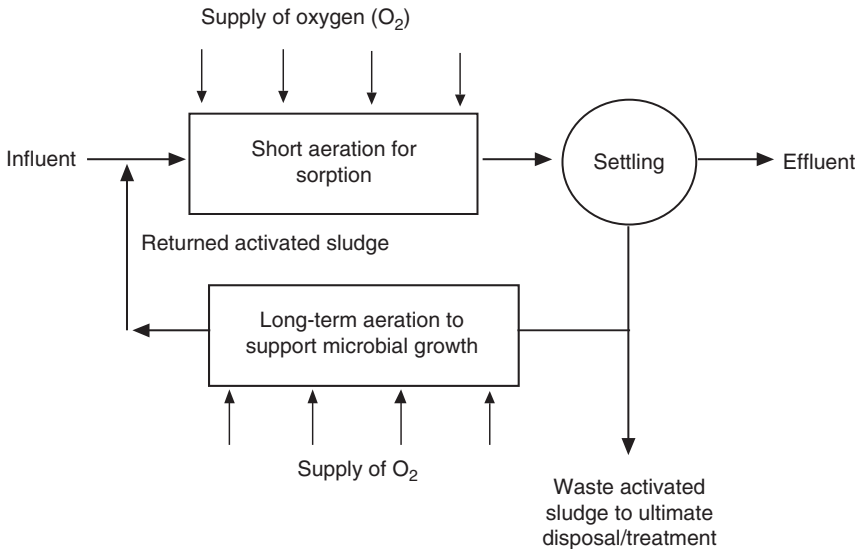 Supply of oxygen (O₂)
Influent
Short aeration for
sorption
Settling
Effluent
Returned activated sludge
Long-term aeration to
support microbial growth
Supply of O₂
Waste activated
sludge to ultimate
disposal/treatment